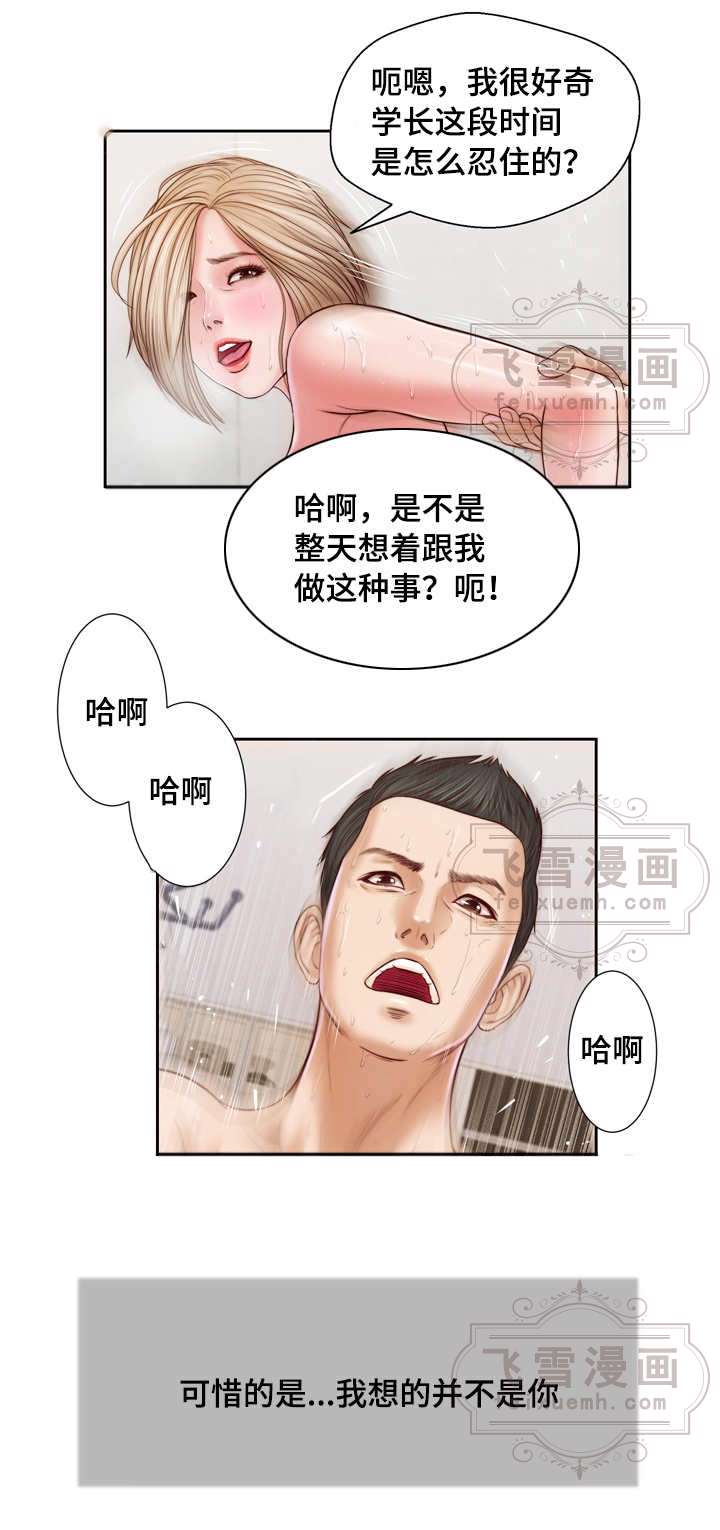 呃嗯，我很好奇
学长这段时间
是怎么忍住的？
飞雪漫画
feixuemh.com
哈啊，是不是
整天想着跟我
做这种事？呃！
哈啊
哈啊
飞雪漫画
feixuemh.com
哈啊
可惜的是...我想的并不是你
飞雪漫画
feixuemh.com